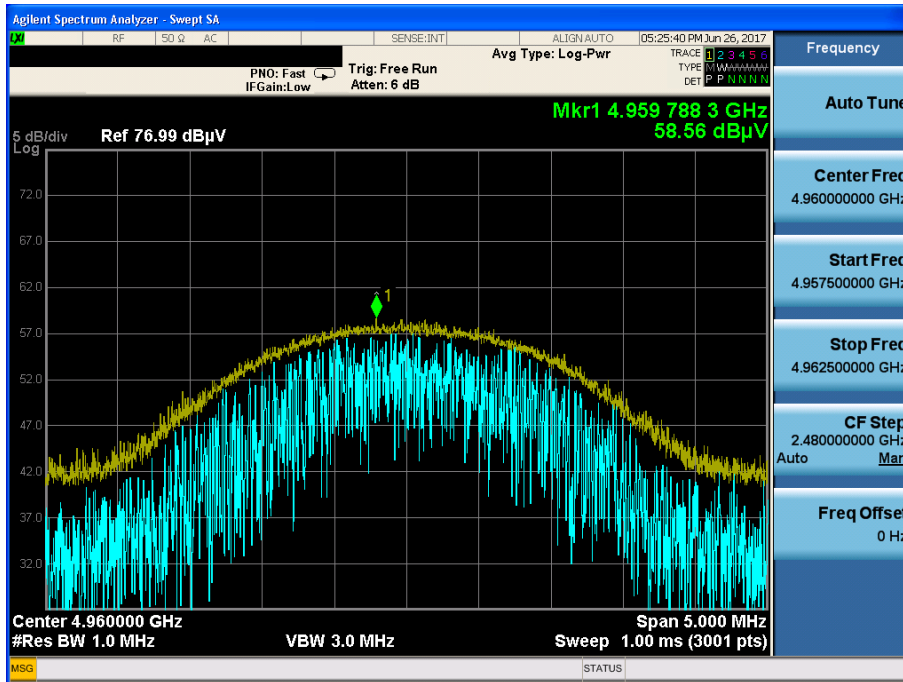 Agilent Spectrum Analyzer - Swept SA
LXI RF 50 Ω AC SENSE:INT ALIGN AUTO 05:25:40 PM Jun 26, 2017
Frequency
Avg Type: Log-Pwr
TRACE 1 2 3 4 5 6
PNO: Fast Trig: Free Run
TYPE M WWWWW
IFGain:Low Atten: 6 dB
DET P P N N N N
Auto Tune
Mkr1 4.959 788 3 GHz
58.56 dBµV
5 dB/div Ref 76.99 dBµV
Log
Center Freq
4.960000000 GHz
72.0
67.0
Start Freq
4.957500000 GHz
62.0
1
57.0
Stop Freq
4.962500000 GHz
52.0
47.0
CF Step
2.480000000 GHz
Auto Man
42.0
37.0
Freq Offset
0 Hz
32.0
Center 4.960000 GHz Span 5.000 MHz
#Res BW 1.0 MHz VBW 3.0 MHz Sweep 1.00 ms (3001 pts)
MSG STATUS